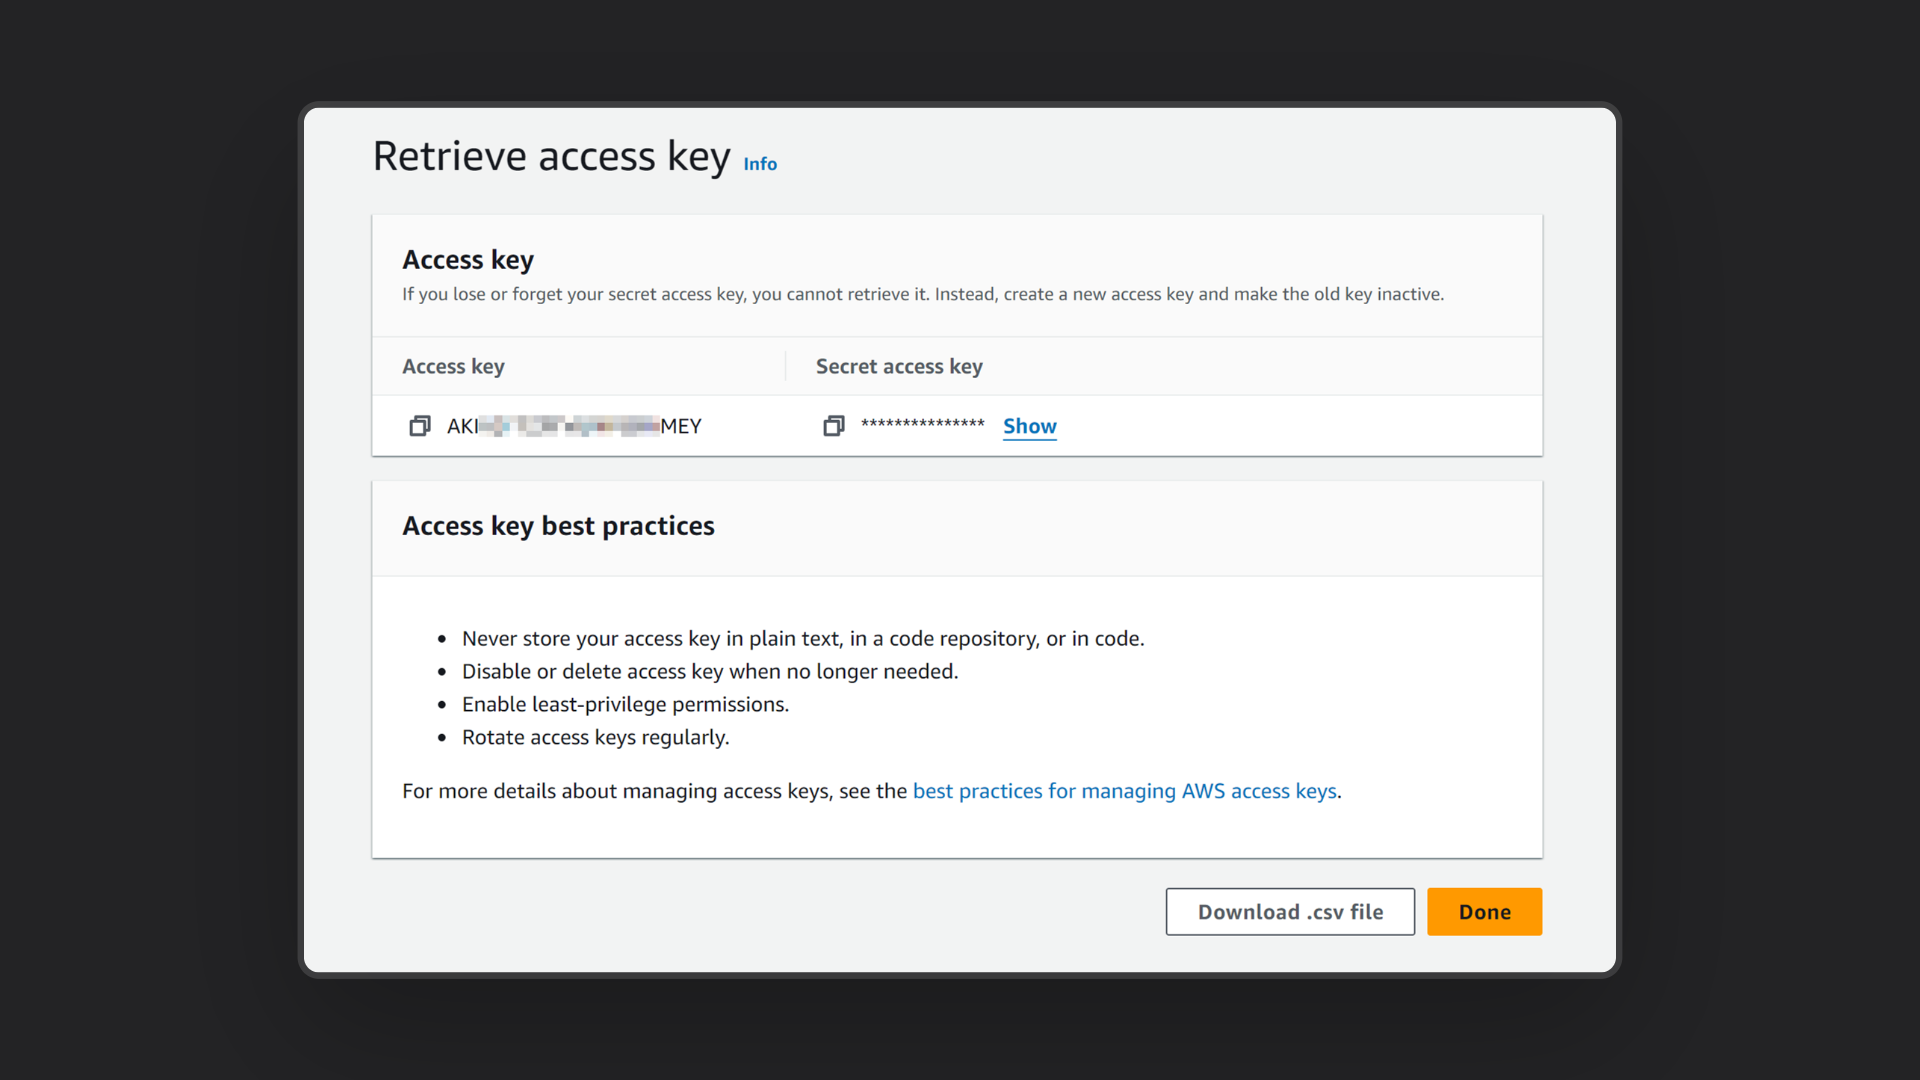 Retrieve access key Info
Access key
If you lose or forget your secret access key, you cannot retrieve it. Instead, create a new access key and make the old key inactive.
Access key Secret access key
AKI MEY *************** Show
Access key best practices
• Never store your access key in plain text, in a code repository, or in code.
• Disable or delete access key when no longer needed.
• Enable least-privilege permissions.
• Rotate access keys regularly.
For more details about managing access keys, see the best practices for managing AWS access keys.
Download .csv file Done